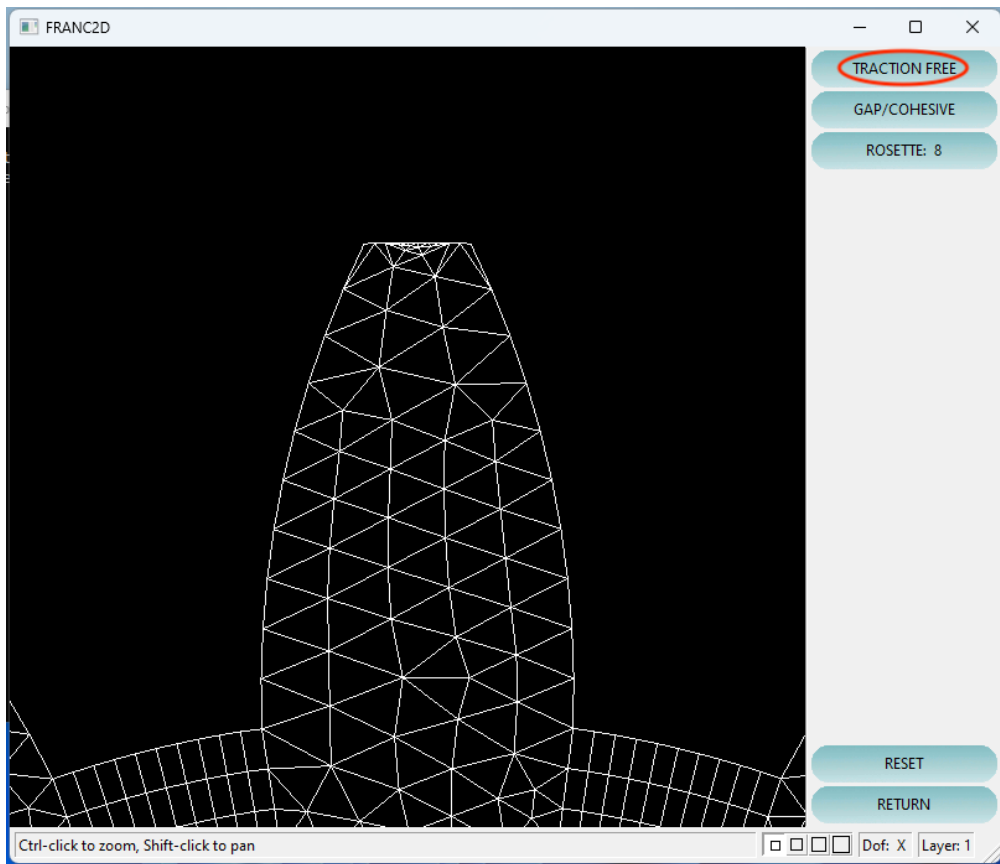 FRANC2D
TRACTION FREE
GAP/COHESIVE
ROSETTE: 8
RESET
RETURN
Ctrl-click to zoom, Shift-click to pan
Dof: X
Layer: 1